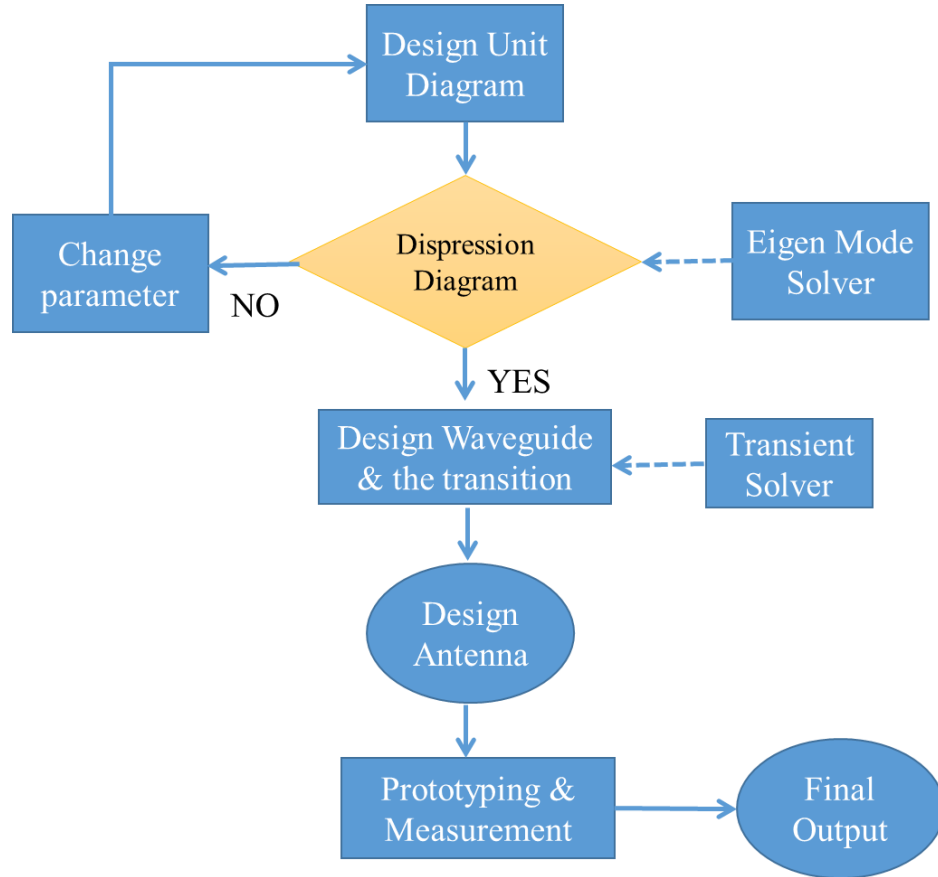 Design Unit
Diagram
Dispression
Diagram
Eigen Mode
Solver
Change
parameter
NO
YES
Design Waveguide
& the transition
Transient
Solver
Design
Antenna
Prototyping &
Measurement
Final
Output